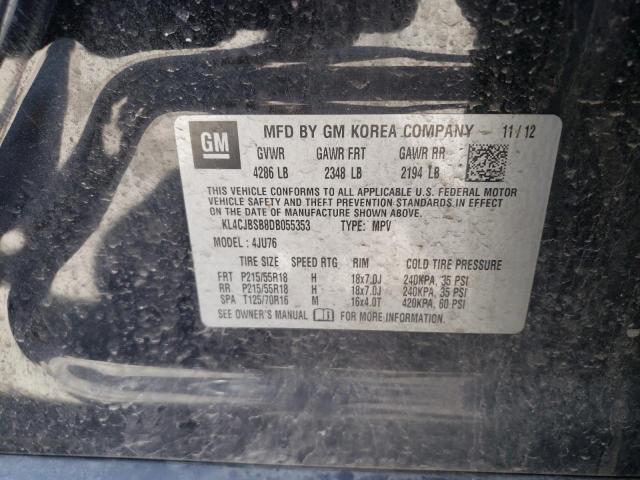 GM MFD BY GM KOREA COMPANY 11/12
GVWR GAWR FRT GAWR RR
4286 LB 2348 LB 2194 LB
THIS VEHICLE CONFORMS TO ALL APPLICABLE U.S. FEDERAL MOTOR
VEHICLE SAFETY AND THEFT PREVENTION STANDARDS IN EFFECT ON
THE DATE OF MANUFACTURE SHOWN ABOVE.
KL4CJBSB8DB055353 TYPE: MPV
MODEL: 4JU76
TIRE SIZE SPEED RTG RIM COLD TIRE PRESSURE
FRT P215/55R18 H 18x7.0J 240KPA, 35 PSI
RR P215/55R18 H 18x7.0J 240KPA, 35 PSI
SPA T125/70R16 M 16x4.0T 420KPA, 60 PSI
SEE OWNER'S MANUAL FOR MORE INFORMATION.